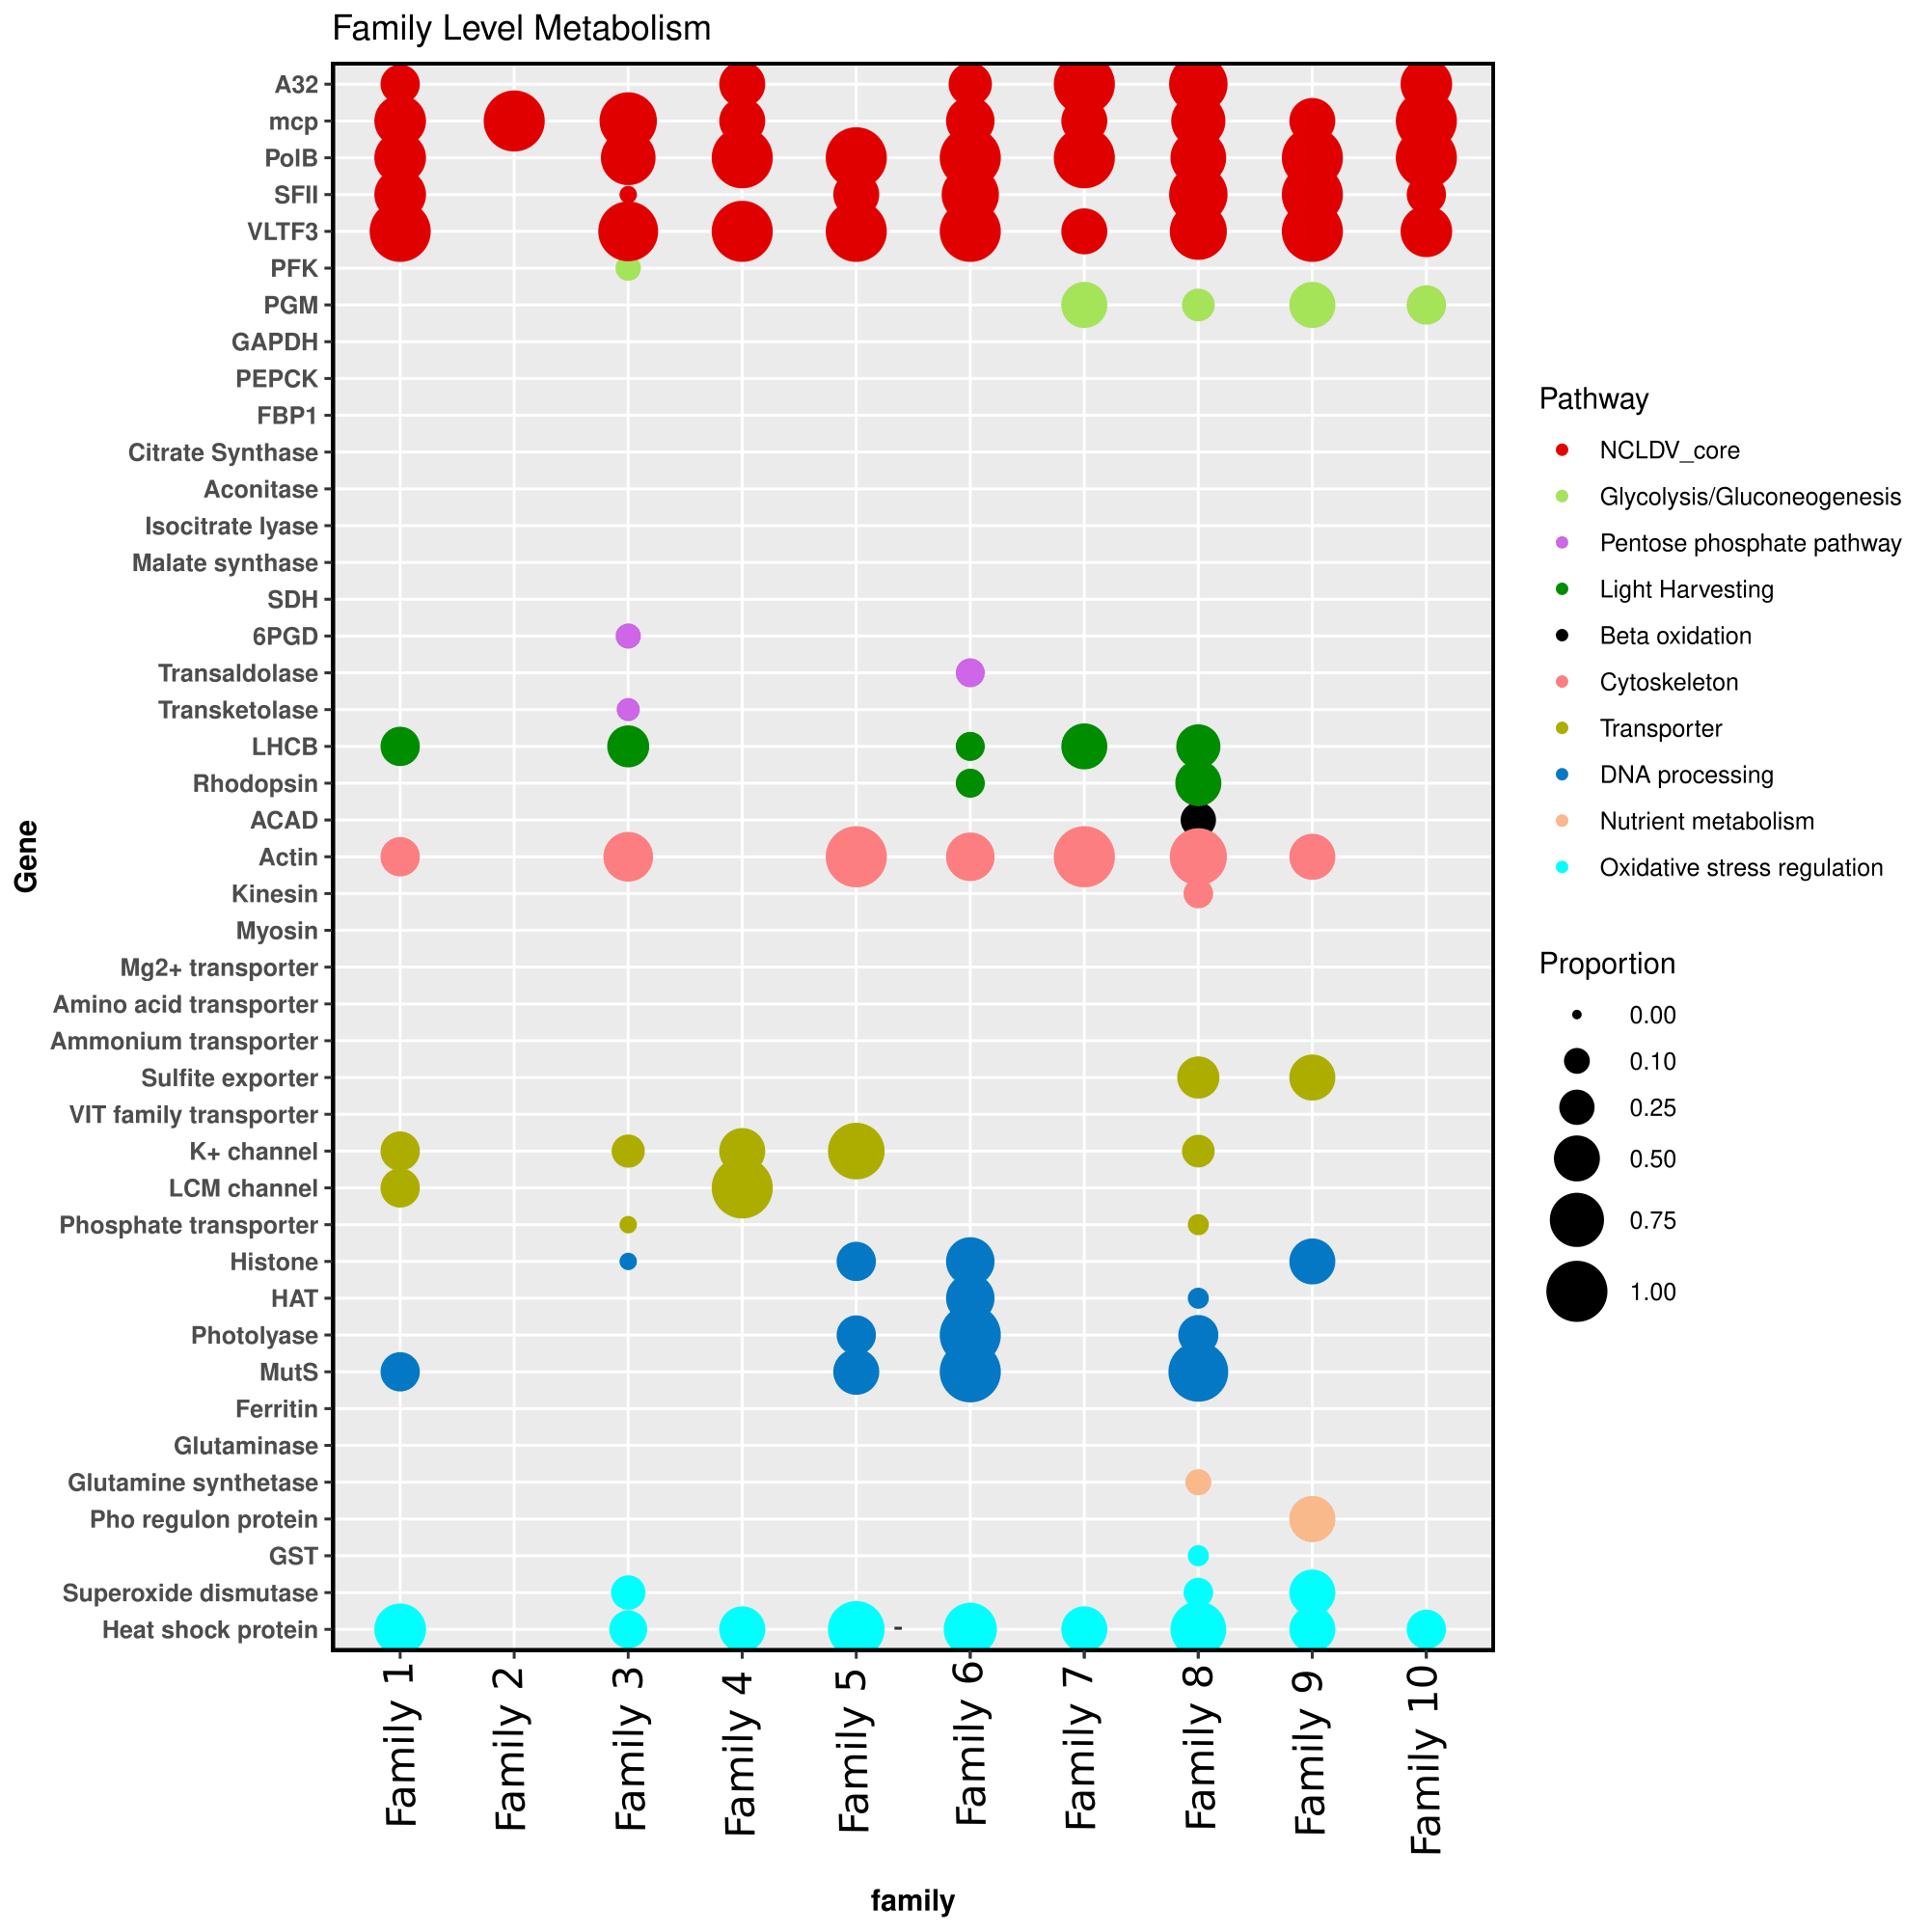 Family Level Metabolism
A32
mcp
PolB
SFII
VLTF3
PFK
PGM
GAPDH
PEPCK
FBP1
Citrate Synthase
Aconitase
Isocitrate lyase
Malate synthase
SDH
6PGD
Transaldolase
Transketolase
LHCB
Rhodopsin
ACAD
Actin
Kinesin
Myosin
Mg2+ transporter
Amino acid transporter
Ammonium transporter
Sulfite exporter
VIT family transporter
K+ channel
LCM channel
Phosphate transporter
Histone
HAT
Photolyase
MutS
Ferritin
Glutaminase
Glutamine synthetase
Pho regulon protein
GST
Superoxide dismutase
Heat shock protein
Gene
-
Family 1
Family 2
Family 3
Family 4
Family 5
Family 6
Family 7
Family 8
Family 9
Family 10
family
Pathway
NCLDV_core
Glycolysis/Gluconeogenesis
Pentose phosphate pathway
Light Harvesting
Beta oxidation
Cytoskeleton
Transporter
DNA processing
Nutrient metabolism
Oxidative stress regulation
Proportion
0.00
0.10
0.25
0.50
0.75
1.00